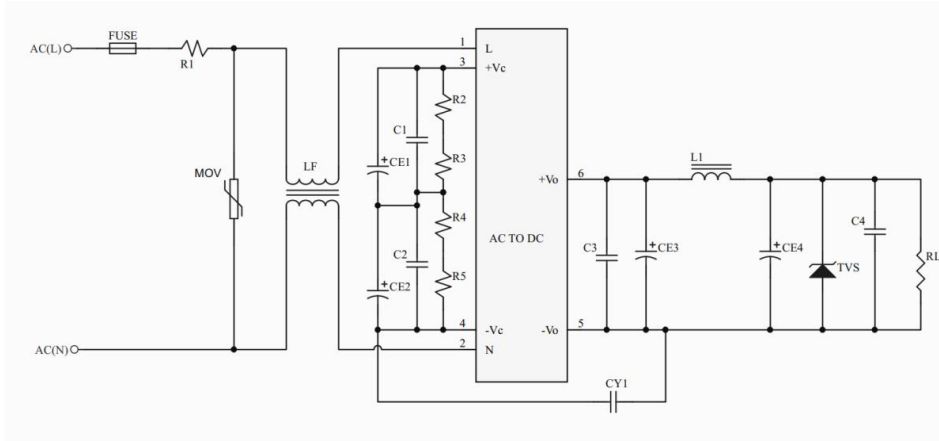 FUSE
AC(L)
R1
1
L
3
+Vc
R2
C1
CE1
+
R3
LF
MOV
R4
C2
R5
CE2
+
4
-Vc
2
N
AC(N)
AC TO DC
6
+Vo
5
-Vo
L1
C3
+
CE3
+
CE4
TVS
C4
RL
CY1